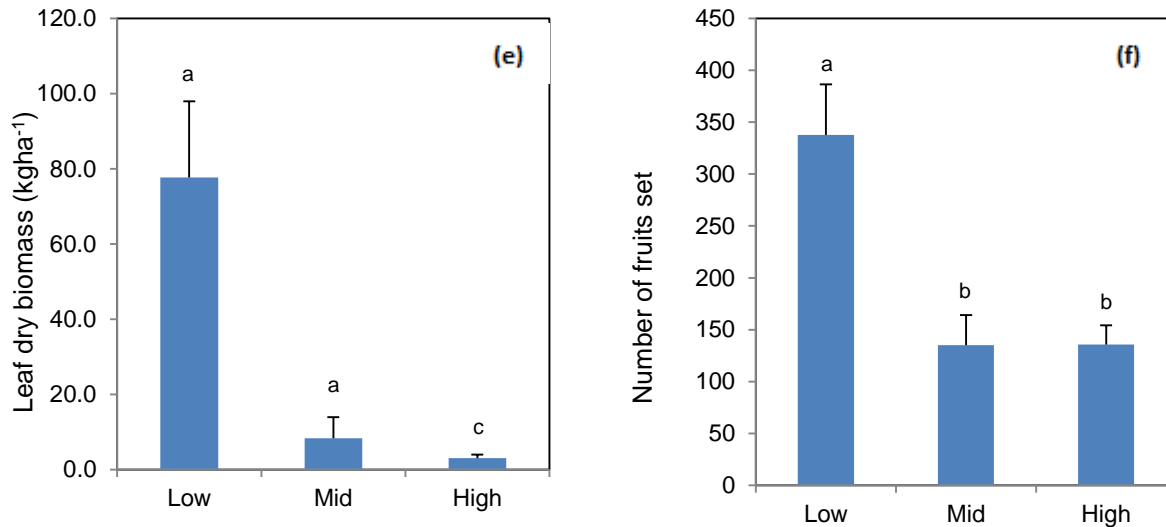 120.0
100.0
80.0
60.0
40.0
20.0
0.0
Leaf dry biomass (kgha-1)
(e)
a
a
c
Low Mid High
450
400
350
300
250
200
150
100
50
0
Number of fruits set
(f)
a
b
b
Low Mid High